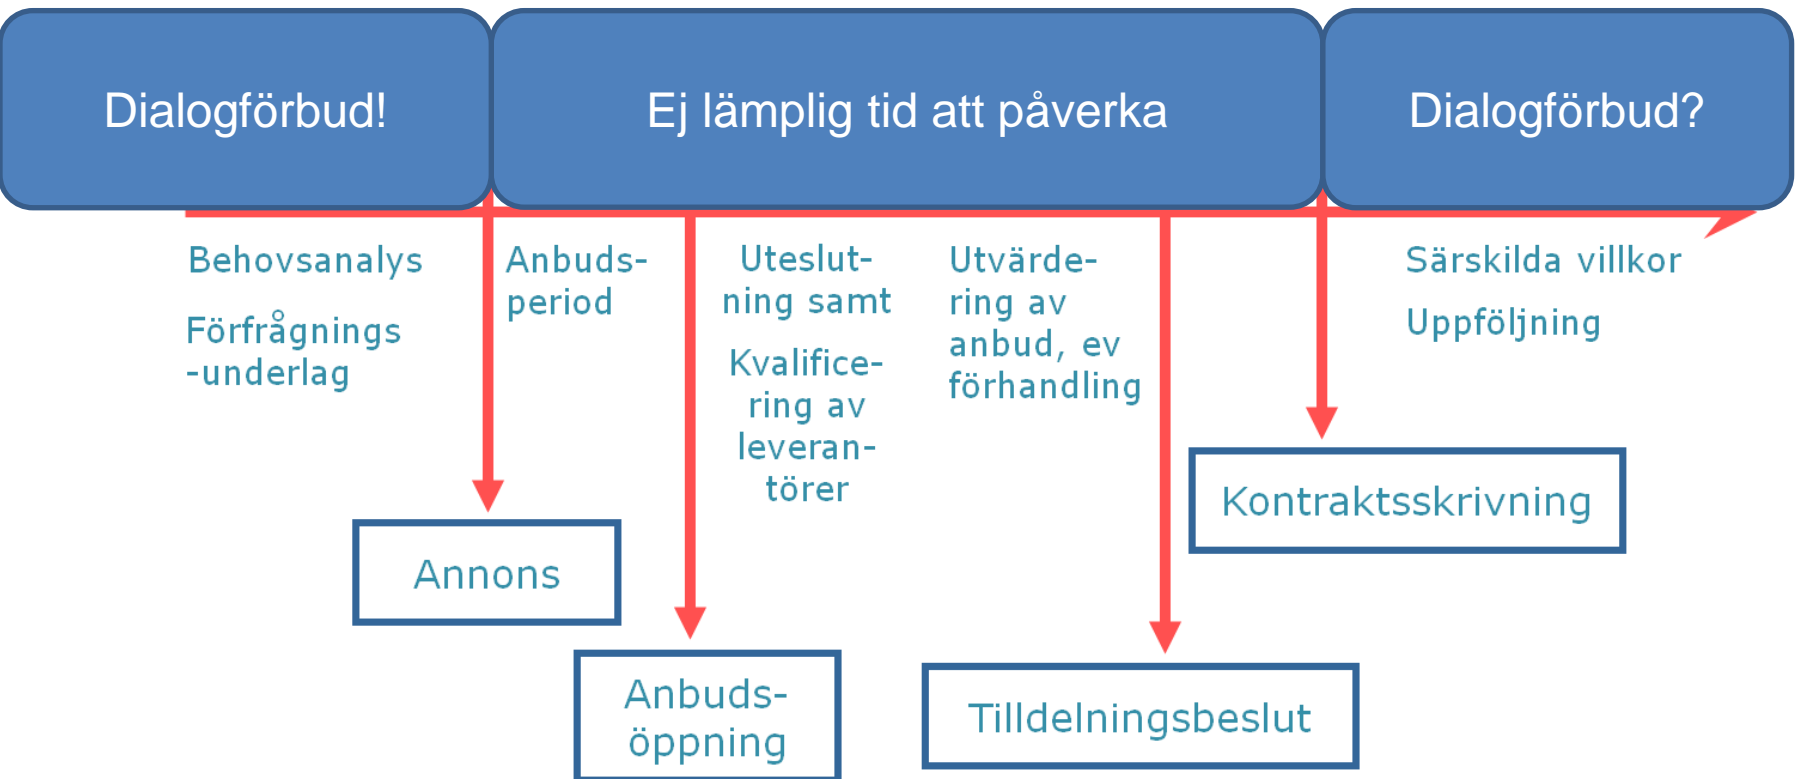 Dialogförbud!
Ej lämplig tid att påverka
Dialogförbud?
Behovsanalys
Förfrågnings
-underlag
Anbuds-
period
Uteslut-
ning samt
Kvalifice-
ring av
leveran-
törer
Utvärde-
ring av
anbud, ev
förhandling
Särskilda villkor
Uppföljning
Annons
Anbuds-
öppning
Tilldelningsbeslut
Kontraktsskrivning